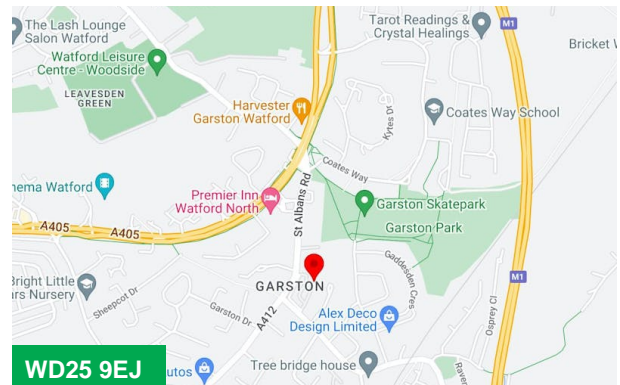 The Lash Lounge
Salon Watford
Tarot Readings &
Crystal Healings
M1
Bricket W
Watford Leisure
Centre - Woodside
LEAVESDEN
GREEN
Harvester
Garston Watford
Kytes Dr
Coates Way School
Coates Way
nema Watford
Premier Inn
Watford North
St Albans Rd
Garston Skatepark
Garston Park
A405
A405
Gaddesden Cres
M1
Bright Little
rs Nursery
Sheepcot Dr
GARSTON
Garston Dr
A412
Alex Deco
Design Limited
Osprey Cl
WD25 9EJ
utos
Tree bridge house
Raven